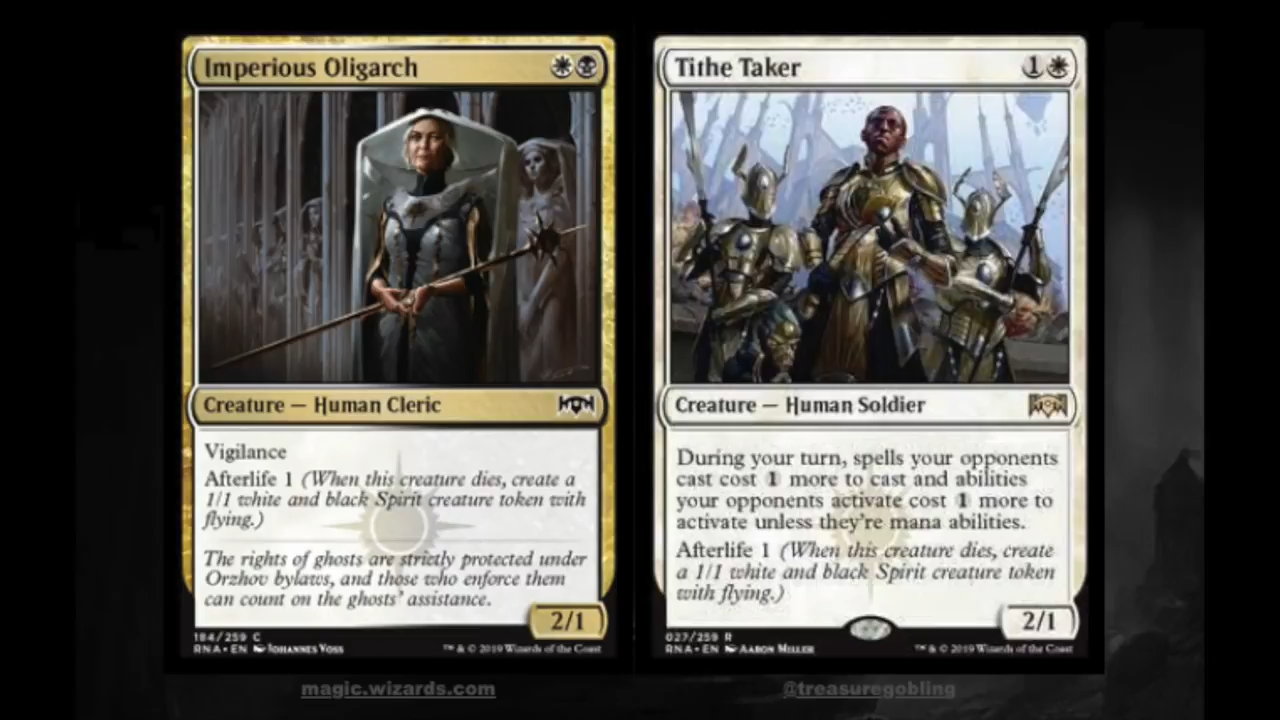 Imperious Oligarch
Creature — Human Cleric
Vigilance
Afterlife 1 (When this creature dies, create a
1/1 white and black Spirit creature token with
flying.)
The rights of ghosts are strictly protected under
Orzhov bylaws, and those who enforce them
can count on the ghosts' assistance.
2/1
184/259 C
RNA • EN Johannes Voss
™ & © 2019 Wizards of the Coast
Tithe Taker
1
Creature — Human Soldier
During your turn, spells your opponents
cast cost 1 more to cast and abilities
your opponents activate cost 1 more to
activate unless they're mana abilities.
Afterlife 1 (When this creature dies, create
a 1/1 white and black Spirit creature token
with flying.)
2/1
027/259 R
RNA • EN Aaron Miller
™ & © 2019 Wizards of the Coast
magic.wizards.com
@treasuregobling